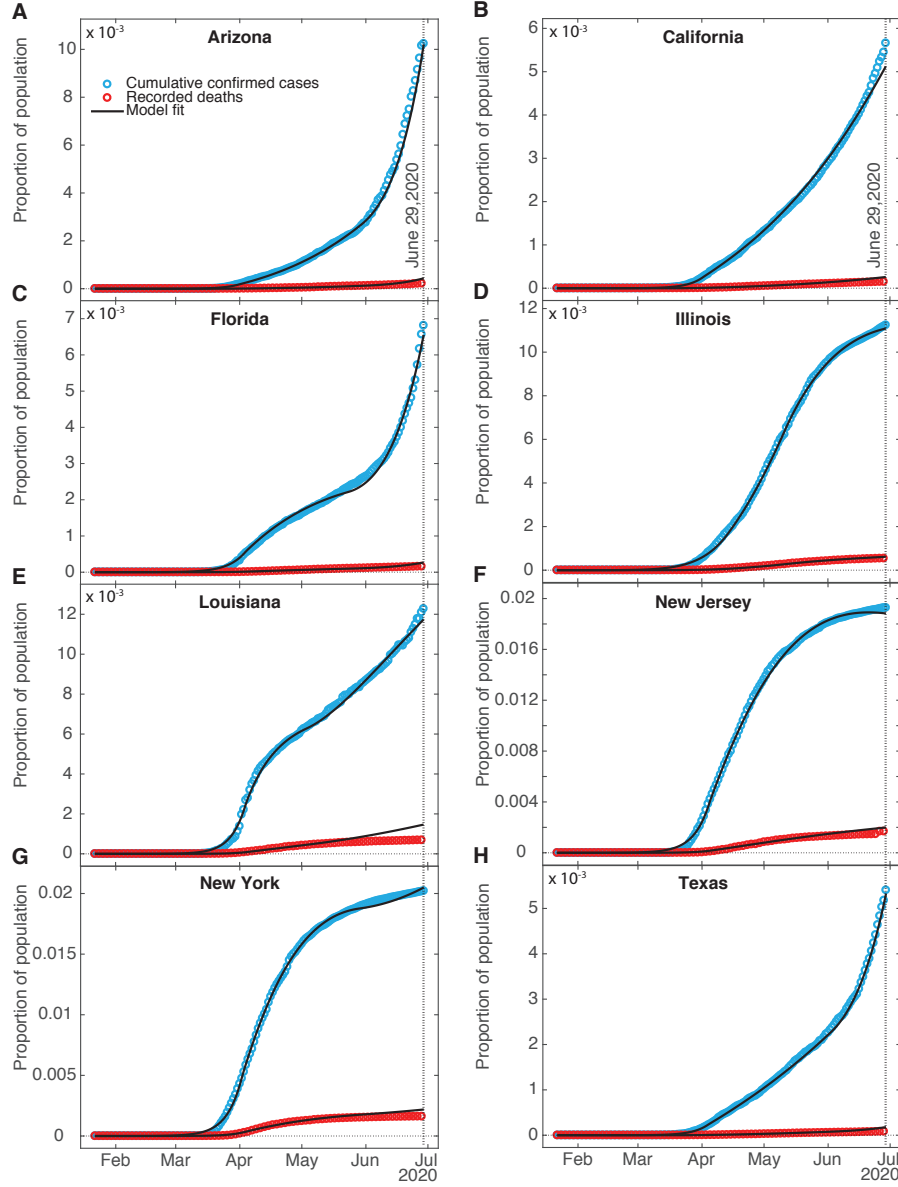 A
x 10⁻³
Arizona
Cumulative confirmed cases
Recorded deaths
Model fit
Proportion of population
10
8
6
4
2
0
June 29,2020
B
x 10⁻³
California
Proportion of population
6
5
4
3
2
1
0
June 29,2020
C
x 10⁻³
Florida
Proportion of population
7
6
5
4
3
2
1
0
D
x 10⁻³
Illinois
Proportion of population
12
10
8
6
4
2
0
E
x 10⁻³
Louisiana
Proportion of population
12
10
8
6
4
2
0
F
New Jersey
Proportion of population
0.02
0.016
0.012
0.008
0.004
0
G
New York
Proportion of population
0.02
0.015
0.01
0.005
0
Feb Mar Apr May Jun Jul
2020
H
x 10⁻³
Texas
Proportion of population
5
4
3
2
1
0
Feb Mar Apr May Jun Jul
2020